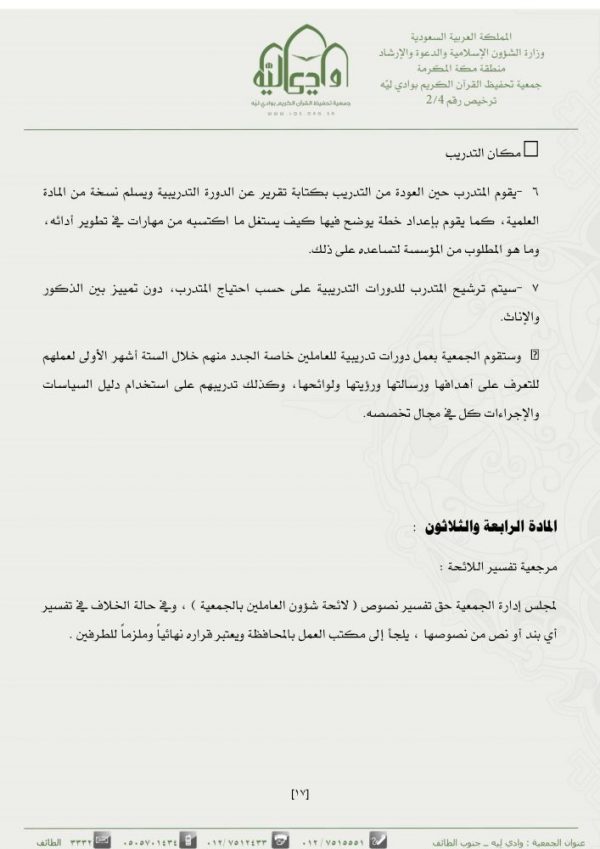 المملكة العربية السعودية
وزارة الشؤون الإسلامية والدعوة والإرشاد
منطقة مكة المكرمة
جمعية تحفيظ القرآن الكريم بوادي ليّه
ترخيص رقم 2/4
وادي ليّه
جمعية تحفيظ القرآن الكريم بوادي ليّه
مكان التدريب
٦ -يقوم المتدرب حين العودة من التدريب بكتابة تقرير عن الدورة التدريبية ويسلم نسخة من المادة
العلمية، كما يقوم بإعداد خطة يوضح فيها كيف يستغل ما اكتسبه من مهارات في تطوير أدائه،
وما هو المطلوب من المؤسسة لتساعده على ذلك.
٧ -سيتم ترشيح المتدرب للدورات التدريبية على حسب احتياج المتدرب، دون تمييز بين الذكور
والإناث.
وستقوم الجمعية بعمل دورات تدريبية للعاملين خاصة الجدد منهم خلال الستة أشهر الأولى لعملهم
للتعرف على أهدافها ورسالتها ورؤيتها ولوائحها، وكذلك تدريبهم على استخدام دليل السياسات
والإجراءات كل في مجال تخصصه.
المادة الرابعة والثلاثون :
مرجعية تفسير اللائحة :
لمجلس إدارة الجمعية حق تفسير نصوص ( لائحة شؤون العاملين بالجمعية ) ، وفي حالة الخلاف في تفسير
أي بند أو نص من نصوصها ، يلجأ إلى مكتب العمل بالمحافظة ويعتبر قراره نهائياً وملزماً للطرفين .
[١٧]
عنوان الجمعية : وادي ليه ــ جنوب الطائف ٠١٢/ ٧٥١٥٥٥١ ٠١٢/ ٧٥١٢٤٣٣ ٠٥٠٥٧٠١٤٣٤ ٣٣٣٢ الطائف